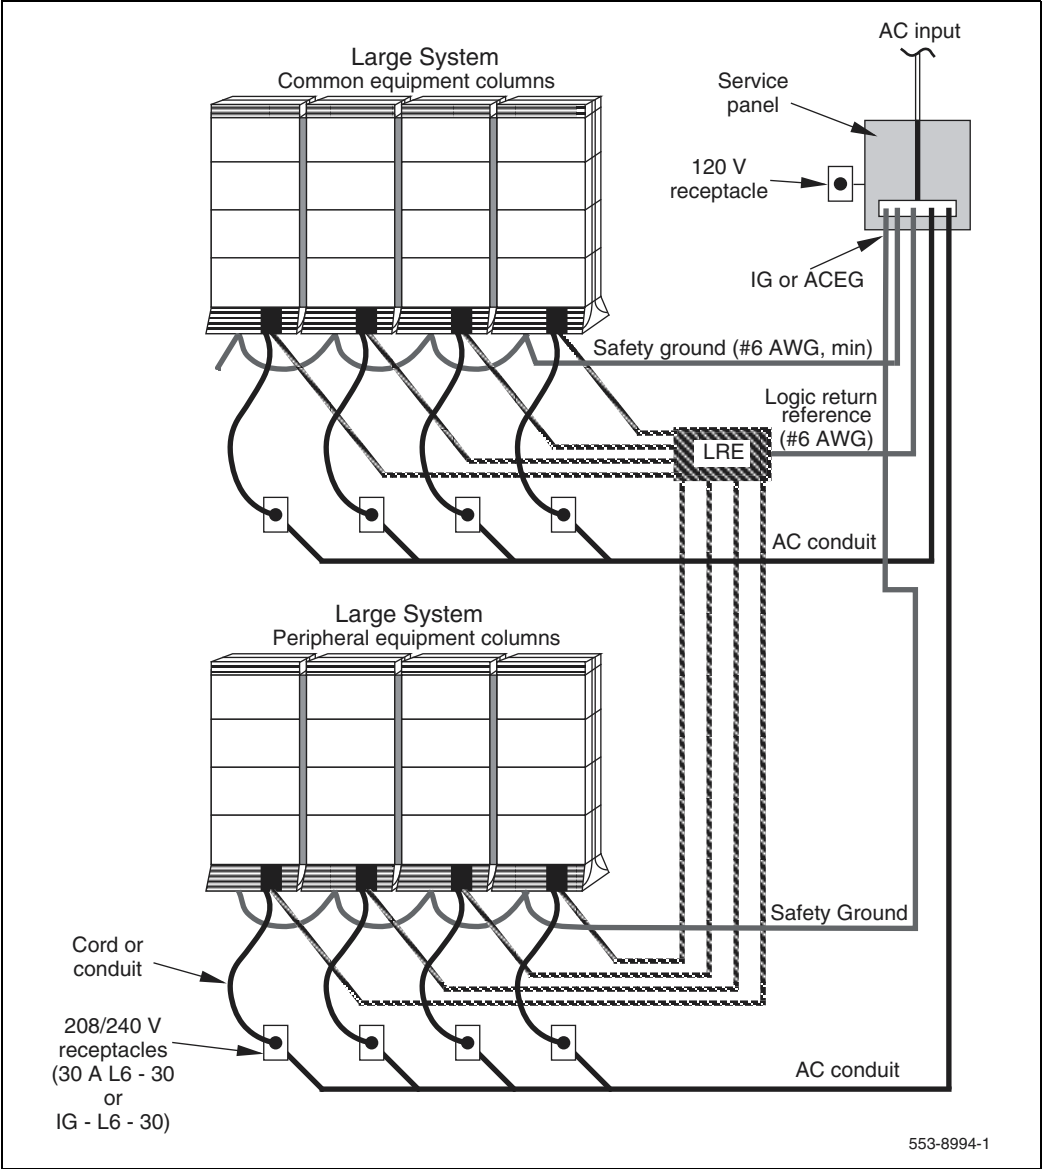 AC input
Large System
Common equipment columns
Service
panel
120 V
receptacle
IG or ACEG
Safety ground (#6 AWG, min)
Logic return
reference
(#6 AWG)
LRE
AC conduit
Large System
Peripheral equipment columns
Safety Ground
Cord or
conduit
208/240 V
receptacles
(30 A L6 - 30
or
IG - L6 - 30)
AC conduit
553-8994-1